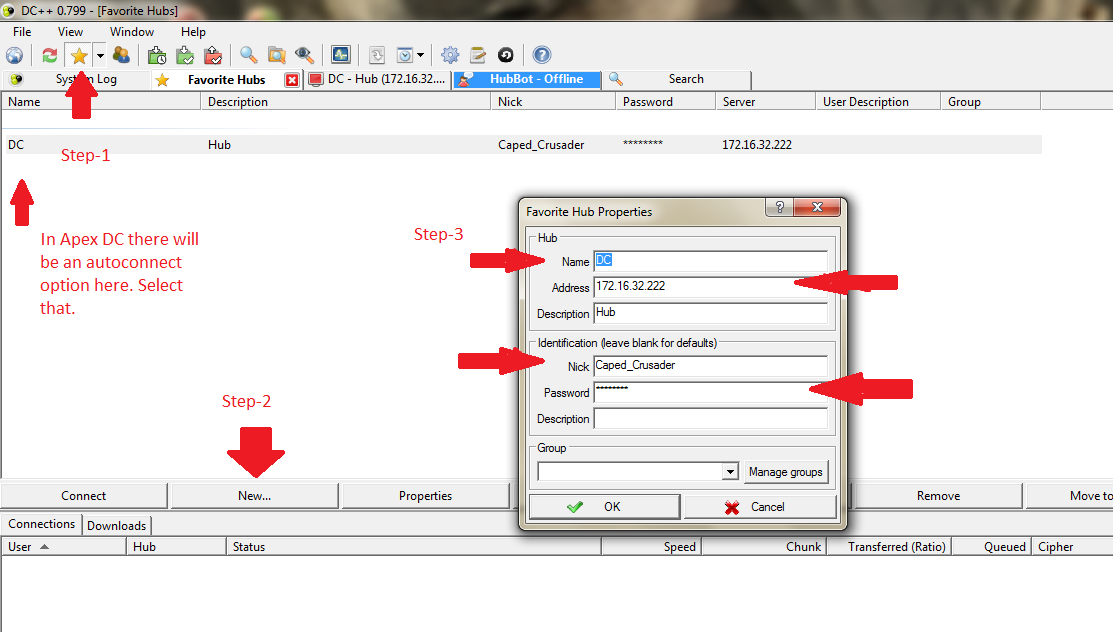 DC++ 0.799 - [Favorite Hubs]
File View Window Help
System Log Favorite Hubs DC - Hub (172.16.32.... HubBot - Offline Search
Name Description Nick Password Server User Description Group
DC Hub Caped_Crusader ******** 172.16.32.222
Step-1
In Apex DC there will
be an autoconnect
option here. Select
that.
Step-2
Step-3
Favorite Hub Properties
Hub
Name DC
Address 172.16.32.222
Description Hub
Identification (leave blank for defaults)
Nick Caped_Crusader
Password ********
Description
Group
Manage groups
OK Cancel
Connect New... Properties Remove Move to
Connections Downloads
User Hub Status Speed Chunk Transferred (Ratio) Queued Cipher